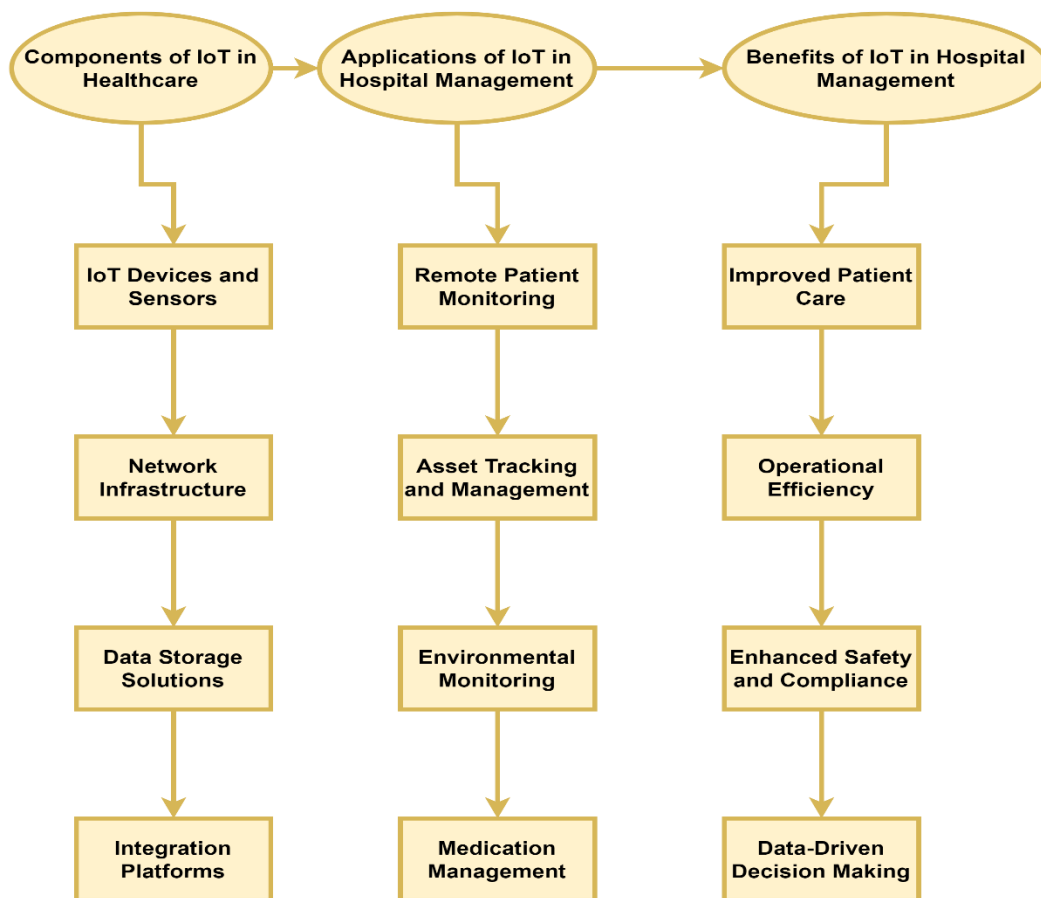 Components of IoT in
Healthcare
Applications of IoT in
Hospital Management
Benefits of IoT in Hospital
Management
IoT Devices and
Sensors
Remote Patient
Monitoring
Improved Patient
Care
Network
Infrastructure
Asset Tracking
and Management
Operational
Efficiency
Data Storage
Solutions
Environmental
Monitoring
Enhanced Safety
and Compliance
Integration
Platforms
Medication
Management
Data-Driven
Decision Making